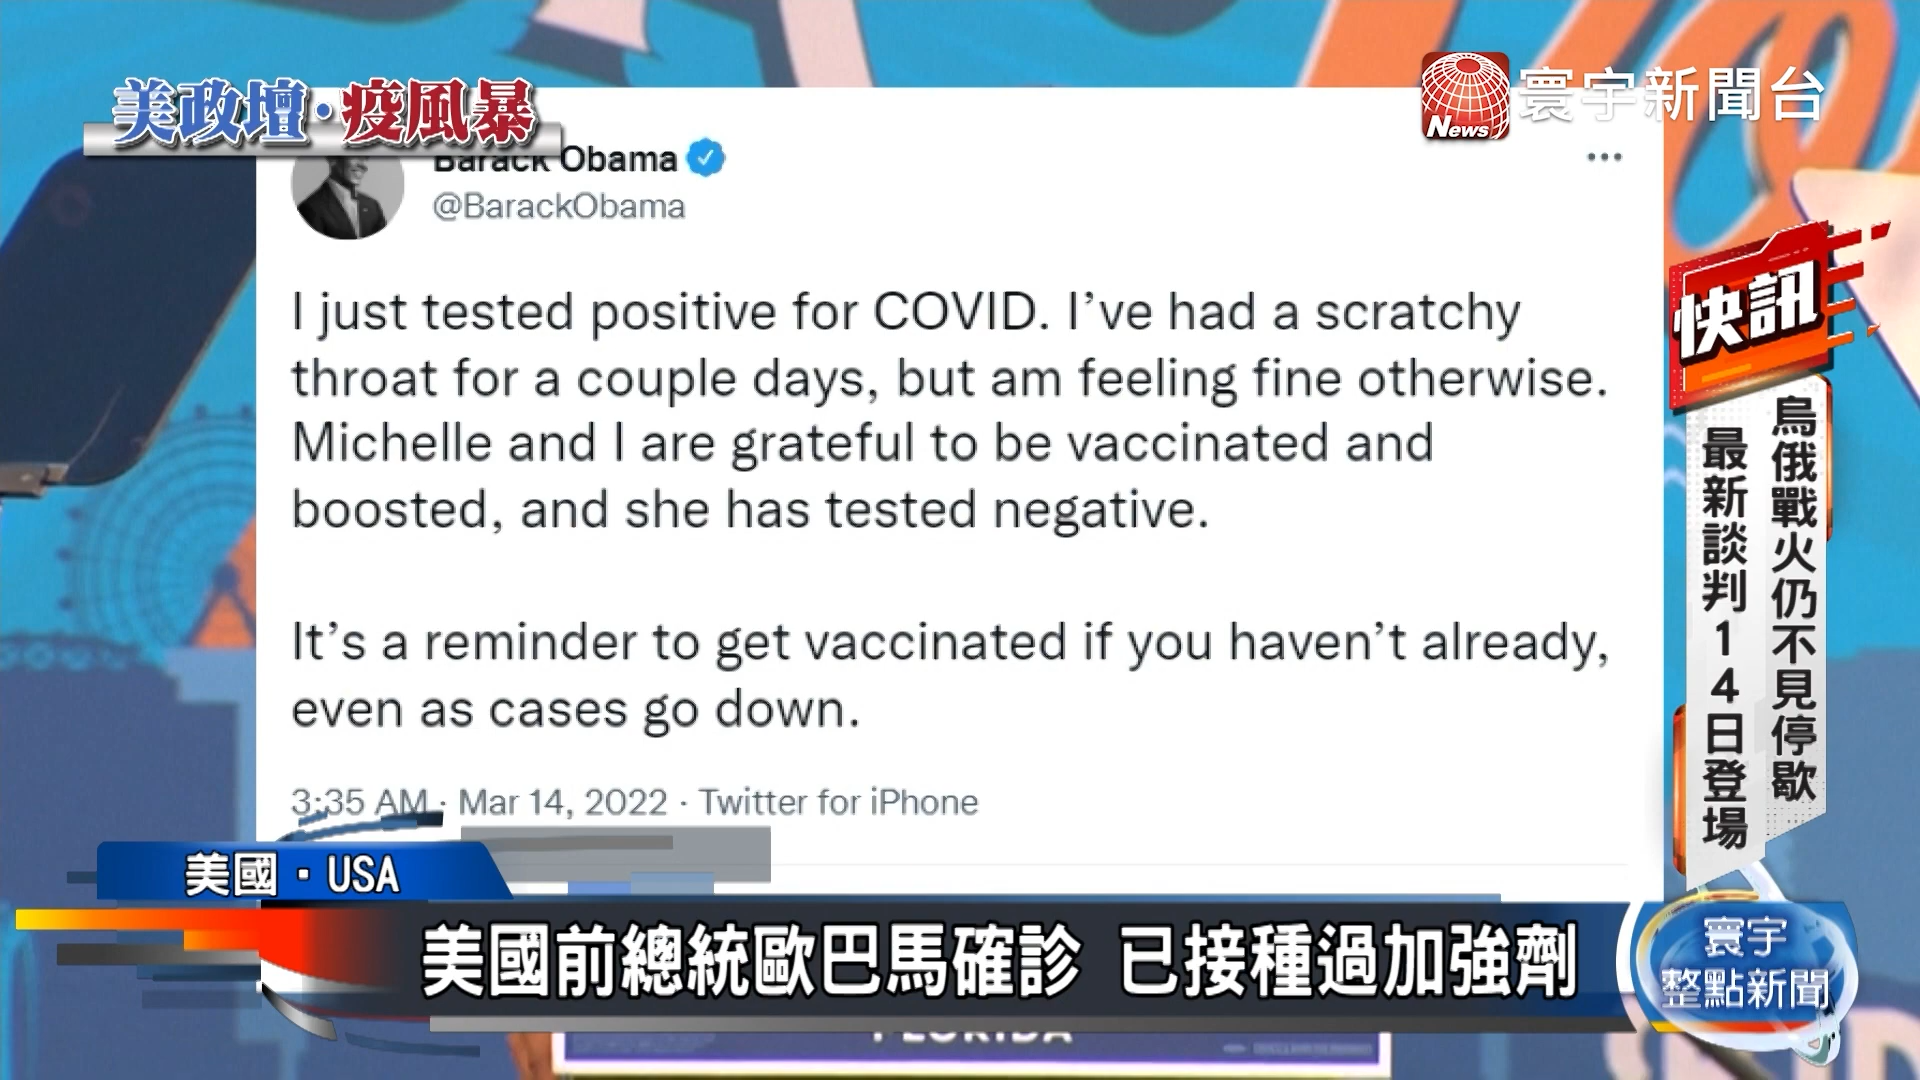 美政壇·疫風暴
News 寰宇新聞台
Barack Obama
@BarackObama
I just tested positive for COVID. I’ve had a scratchy
throat for a couple days, but am feeling fine otherwise.
Michelle and I are grateful to be vaccinated and
boosted, and she has tested negative.
It’s a reminder to get vaccinated if you haven’t already,
even as cases go down.
3:35 AM · Mar 14, 2022 · Twitter for iPhone
快訊
烏俄戰火仍不見停歇
最新談判14日登場
美國·USA
美國前總統歐巴馬確診 已接種過加強劑
寰宇
整點新聞
FLORIDA